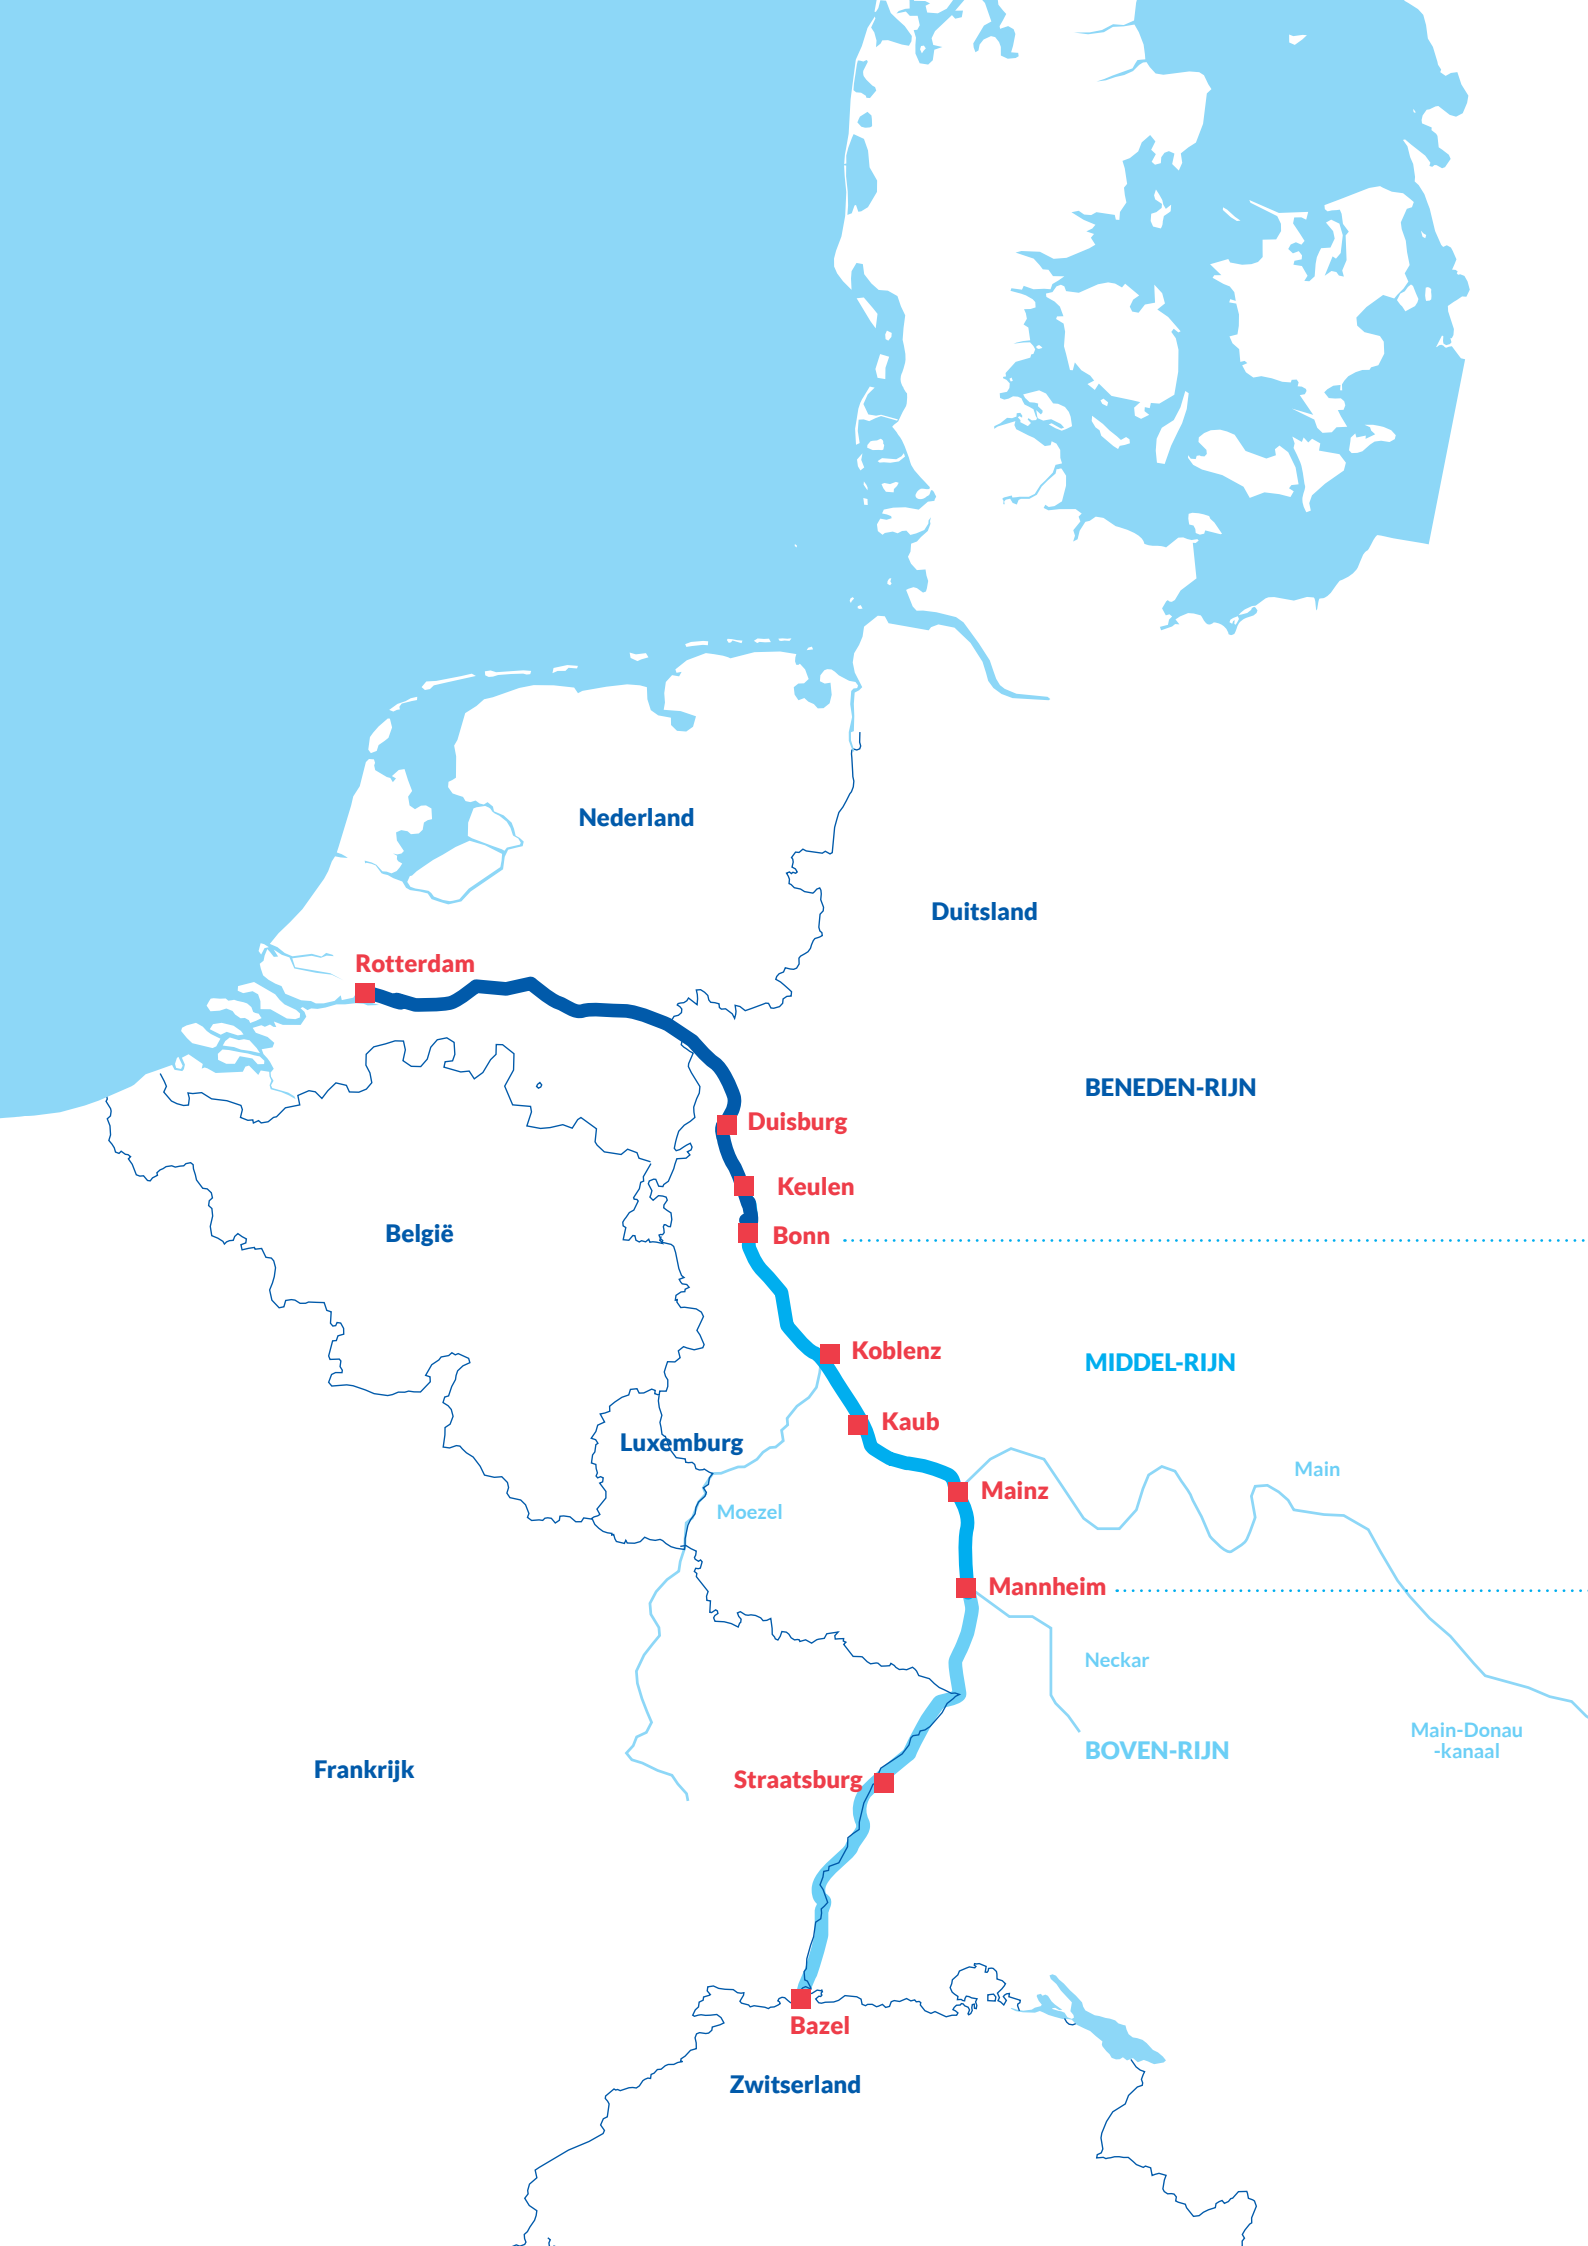 Nederland
Duitsland
Rotterdam
BENEDEN-RIJN
Duisburg
Keulen
België
Bonn
Koblenz
MIDDEL-RIJN
Kaub
Luxemburg
Main
Mainz
Moezel
Mannheim
Neckar
Main-Donau
-kanaal
BOVEN-RIJN
Frankrijk
Straatsburg
Bazel
Zwitserland